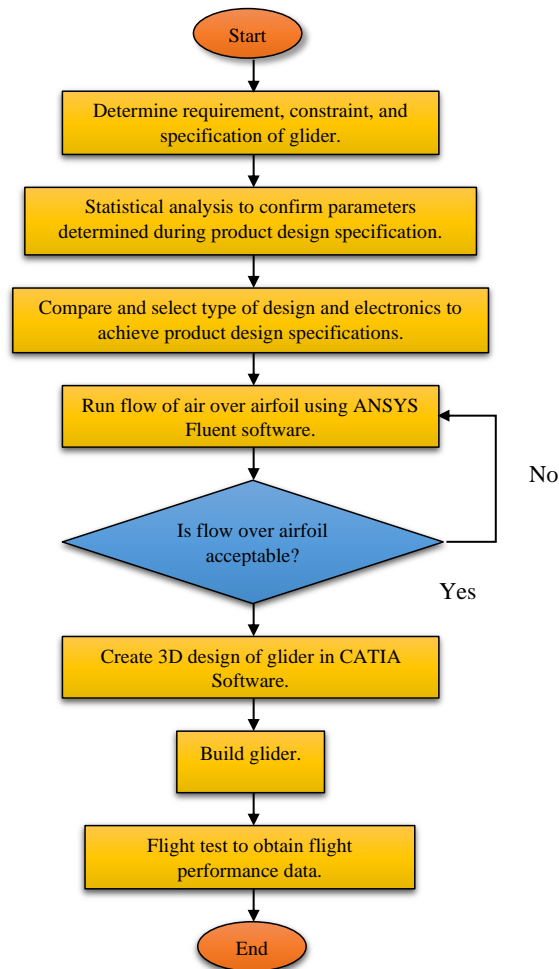 Start
Determine requirement, constraint, and
specification of glider.
Statistical analysis to confirm parameters
determined during product design specification.
Compare and select type of design and electronics to
achieve product design specifications.
Run flow of air over airfoil using ANSYS
Fluent software.
No
Is flow over airfoil
acceptable?
Yes
Create 3D design of glider in CATIA
Software.
Build glider.
Flight test to obtain flight
performance data.
End